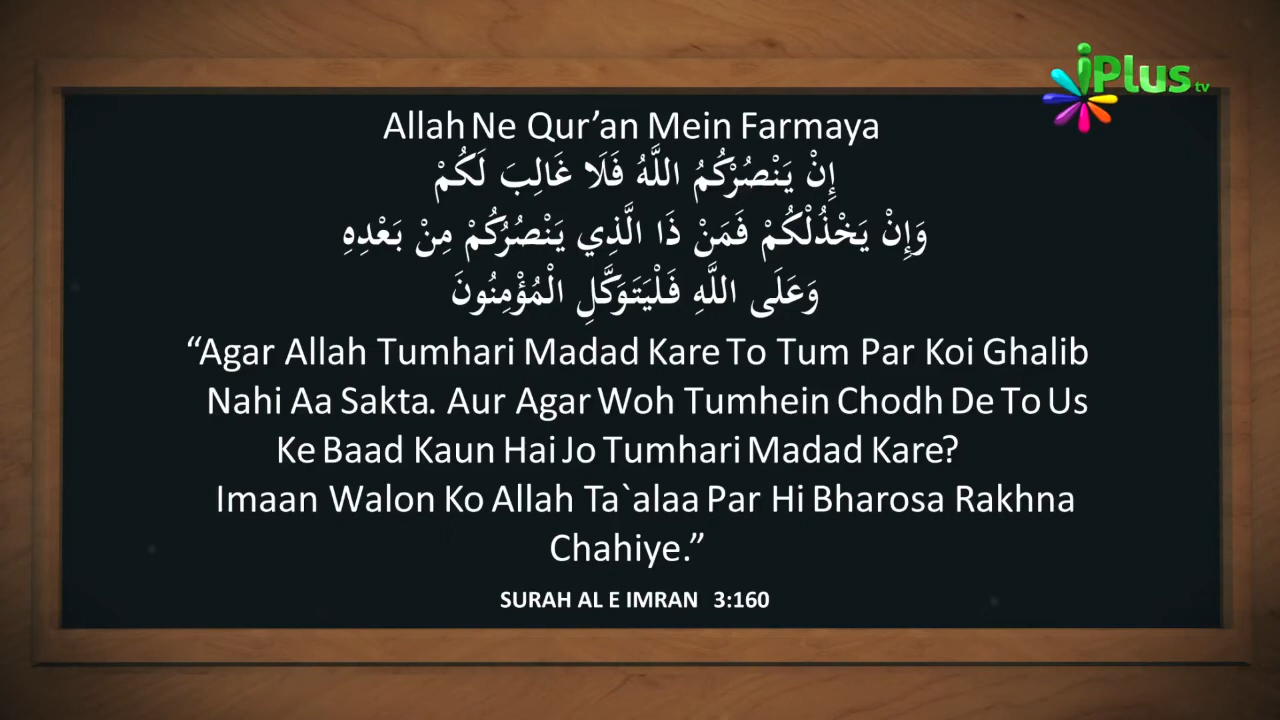 iPlus tv
Allah Ne Qur’an Mein Farmaya
إِنْ يَنْصُرْكُمُ اللَّهُ فَلَا غَالِبَ لَكُمْ
وَإِنْ يَخْذُلْكُمْ فَمَنْ ذَا الَّذِي يَنْصُرُكُمْ مِنْ بَعْدِهِ
وَعَلَى اللَّهِ فَلْيَتَوَكَّلِ الْمُؤْمِنُونَ
“Agar Allah Tumhari Madad Kare To Tum Par Koi Ghalib
Nahi Aa Sakta. Aur Agar Woh Tumhein Chodh De To Us
Ke Baad Kaun Hai Jo Tumhari Madad Kare?
Imaan Walon Ko Allah Ta`alaa Par Hi Bharosa Rakhna
Chahiye.”
SURAH AL E IMRAN 3:160